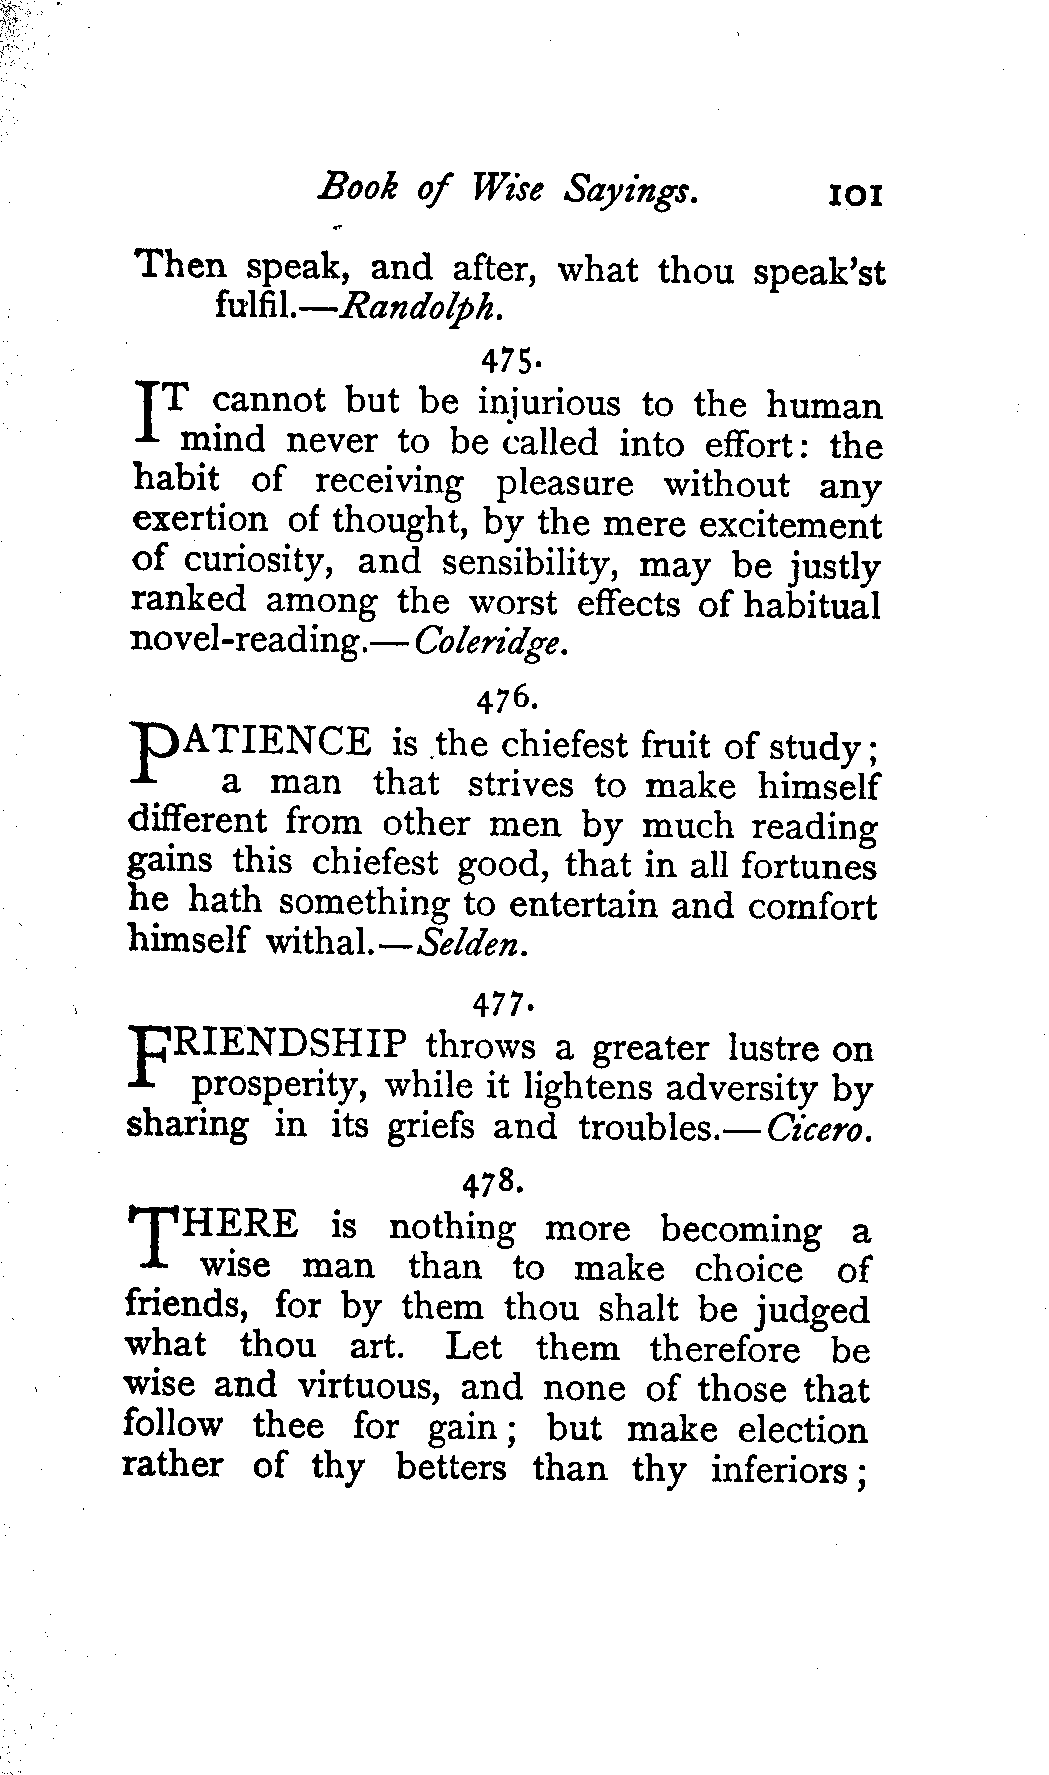 Book of Wise Sayings. 101
Then speak, and after, what thou speak'st
fulfil.—Randolph.
475.
IT cannot but be injurious to the human
mind never to be called into effort: the
habit of receiving pleasure without any
exertion of thought, by the mere excitement
of curiosity, and sensibility, may be justly
ranked among the worst effects of habitual
novel-reading.—Coleridge.
476.
PATIENCE is the chiefest fruit of study;
a man that strives to make himself
different from other men by much reading
gains this chiefest good, that in all fortunes
he hath something to entertain and comfort
himself withal.—Selden.
477.
FRIENDSHIP throws a greater lustre on
prosperity, while it lightens adversity by
sharing in its griefs and troubles.—Cicero.
478.
THERE is nothing more becoming a
wise man than to make choice of
friends, for by them thou shalt be judged
what thou art. Let them therefore be
wise and virtuous, and none of those that
follow thee for gain; but make election
rather of thy betters than thy inferiors;